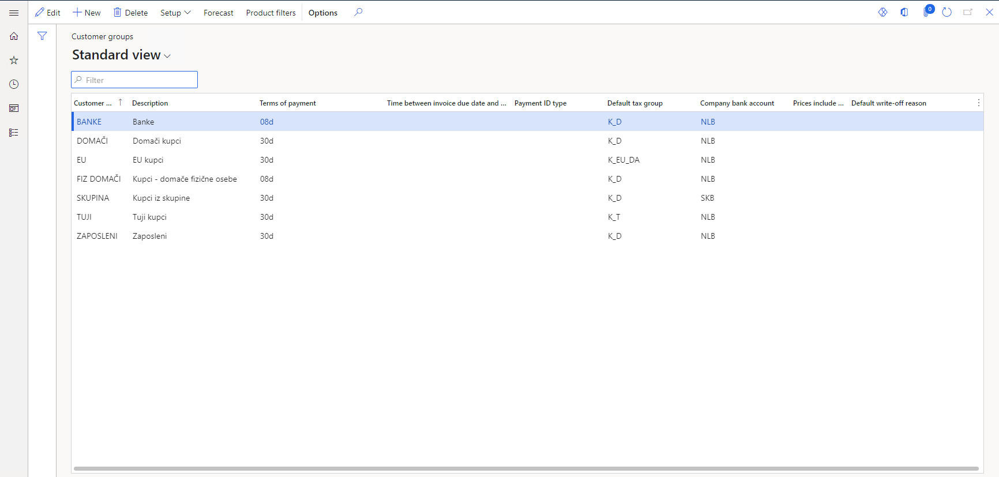 Edit New Delete Setup Forecast Product filters Options 0
Customer groups
Standard view
Filter
Customer ... Description Terms of payment Time between invoice due date and ... Payment ID type Default tax group Company bank account Prices include ... Default write-off reason
BANKE Banke 08d K_D NLB
DOMAČI Domači kupci 30d K_D NLB
EU EU kupci 30d K_EU_DA NLB
FIZ DOMAČI Kupci - domače fizične osebe 08d K_D NLB
SKUPINA Kupci iz skupine 30d K_D SKB
TUJI Tuji kupci 30d K_T NLB
ZAPOSLENI Zaposleni 30d K_D NLB